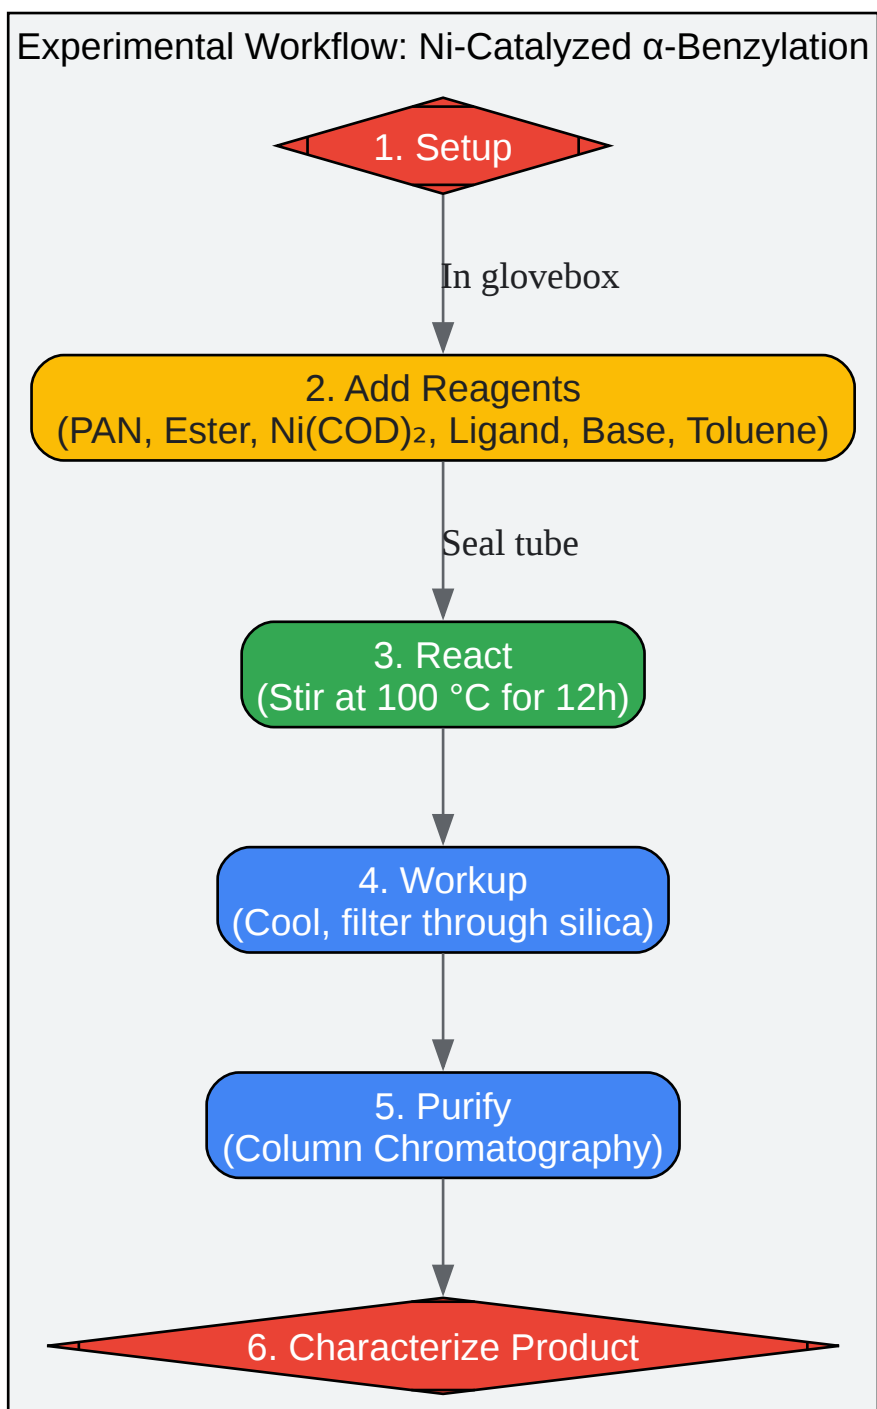 Experimental Workflow: Ni-Catalyzed α-Benzylation
1. Setup
In glovebox
2. Add Reagents
(PAN, Ester, Ni(COD)₂, Ligand, Base, Toluene)
Seal tube
3. React
(Stir at 100 °C for 12h)
4. Workup
(Cool, filter through silica)
5. Purify
(Column Chromatography)
6. Characterize Product